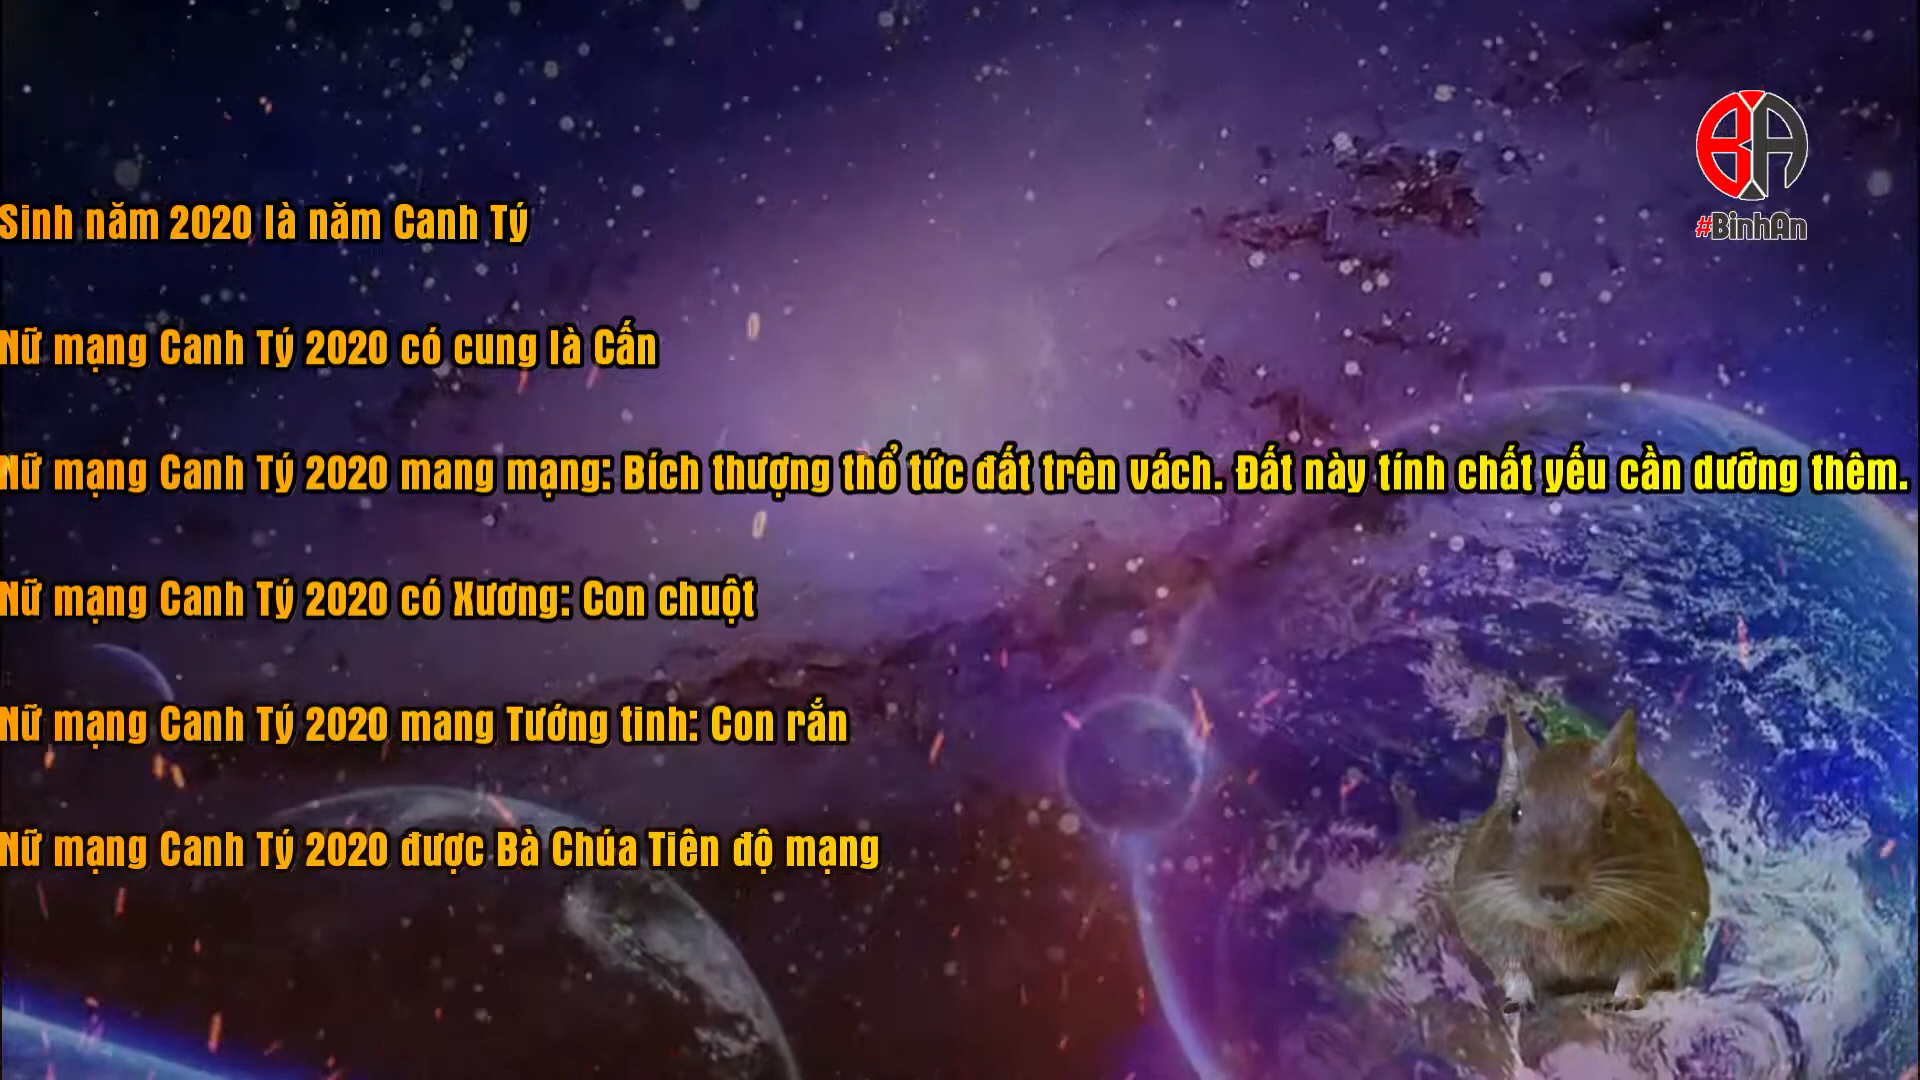 BA
#BinhAn
Sinh năm 2020 là năm Canh Tý
Nữ mạng Canh Tý 2020 có cung là Cấn
Nữ mạng Canh Tý 2020 mang mạng: Bích thượng thổ tức đất trên vách. Đất này tính chất yếu cần dưỡng thêm.
Nữ mạng Canh Tý 2020 có Xương: Con chuột
Nữ mạng Canh Tý 2020 mang Tướng tinh: Con rắn
Nữ mạng Canh Tý 2020 được Bà Chúa Tiên độ mạng